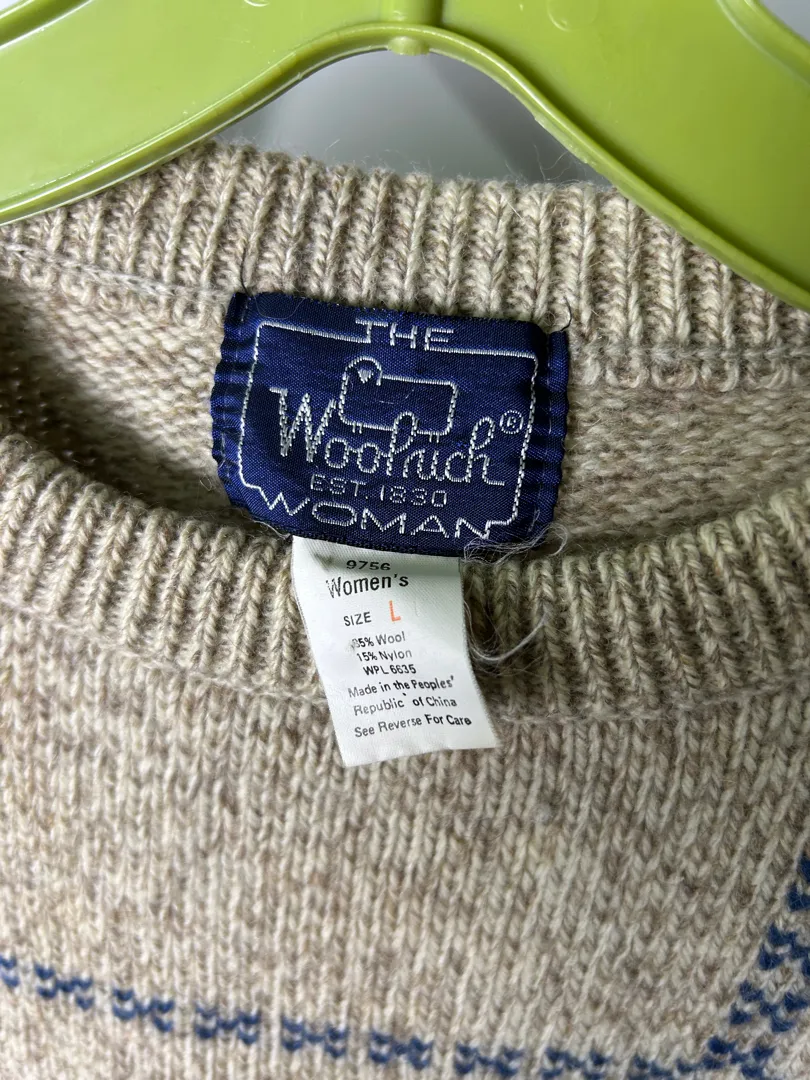 THE
Woolrich®
EST. 1830
WOMAN
9756
Women's
SIZE L
85% Wool
15% Nylon
WPL 6635
Made in the Peoples'
Republic of China
See Reverse For Care